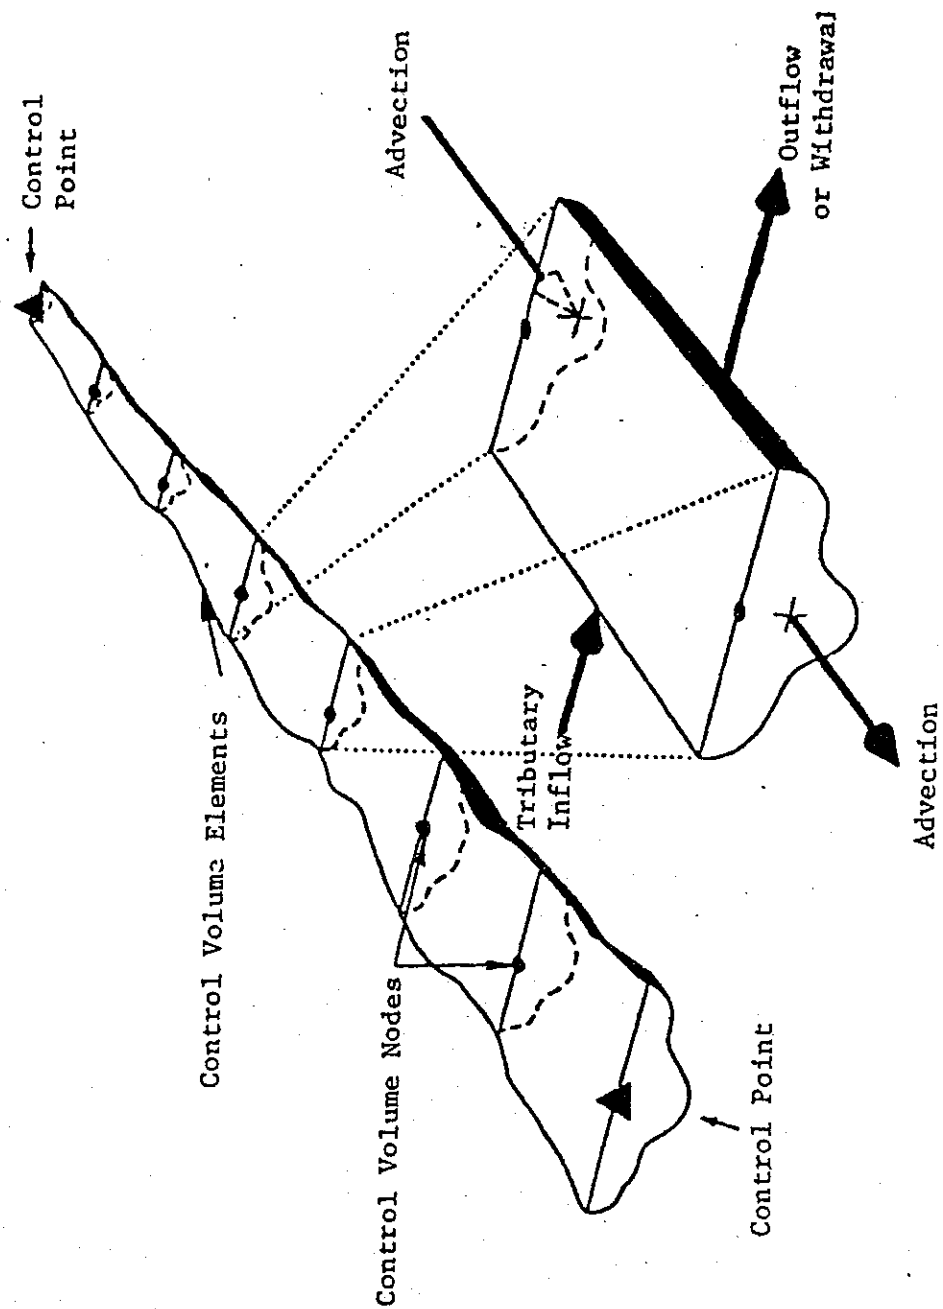 Control
Point
Advection
Outflow
or Withdrawal
Control Volume Elements
Tributary
Inflow
Control Volume Nodes
Advection
Control Point